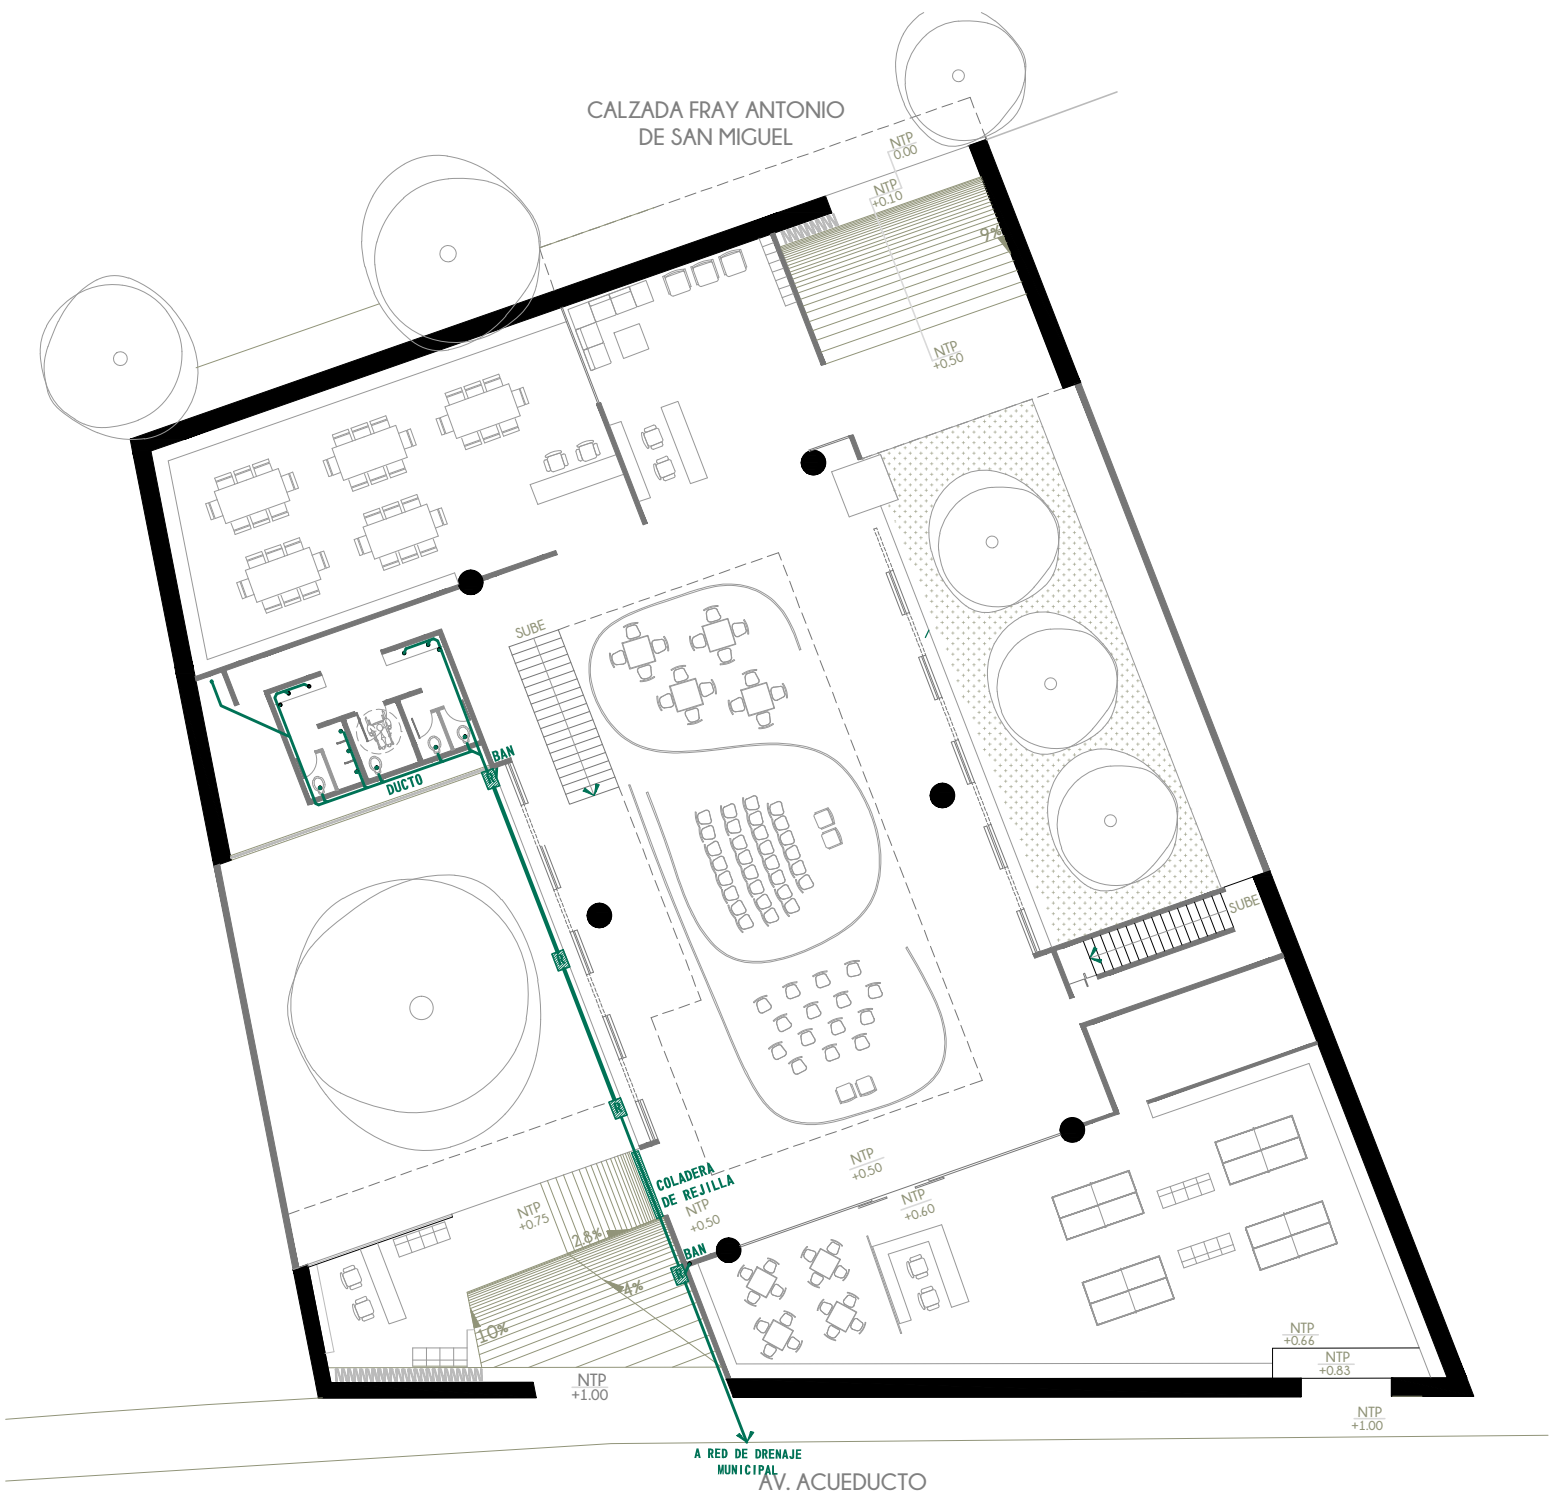 CALZADA FRAY ANTONIO
DE SAN MIGUEL
NTP
0.00
NTP
+0.10
9%
NTP
+0.50
SUBE
BAN
DUCTO
SUBE
COLADERA
DE REJILLA
NTP
+0.50
NTP
+0.75
NTP
+0.50
NTP
+0.60
2.8%
BAN
4%
10%
NTP
+0.66
NTP
+0.83
NTP
+1.00
NTP
+1.00
A RED DE DRENAJE
MUNICIPAL
AV. ACUEDUCTO